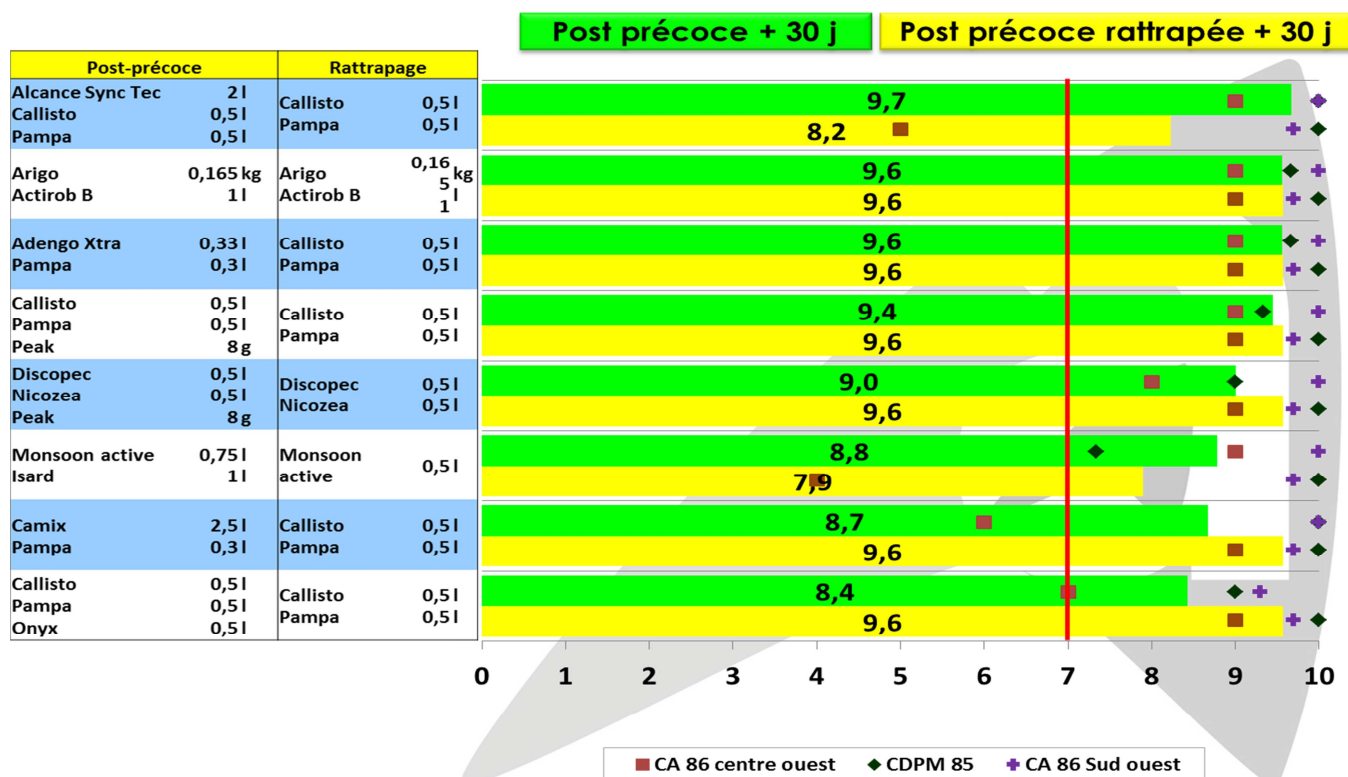 Post précoce + 30 j
Post précoce rattrapée + 30 j
Post-précoce Rattrapage
Alcance Sync Tec 2 l
Callisto 0,5 l
Pampa 0,5 l
Callisto 0,5 l
Pampa 0,5 l
9,7
8,2
Arigo 0,165 kg
Actirob B 1 l
Arigo 0,16 kg
5 l
Actirob B 1
9,6
9,6
Adengo Xtra 0,33 l
Pampa 0,3 l
Callisto 0,5 l
Pampa 0,5 l
9,6
9,6
Callisto 0,5 l
Pampa 0,5 l
Peak 8 g
Callisto 0,5 l
Pampa 0,5 l
9,4
9,6
Discopec 0,5 l
Nicozea 0,5 l
Peak 8 g
Discopec 0,5 l
Nicozea 0,5 l
9,0
9,6
Monsoon active 0,75 l
Isard 1 l
Monsoon
active 0,5 l
8,8
7,9
Camix 2,5 l
Pampa 0,3 l
Callisto 0,5 l
Pampa 0,5 l
8,7
9,6
Callisto 0,5 l
Pampa 0,5 l
Onyx 0,5 l
Callisto 0,5 l
Pampa 0,5 l
8,4
9,6
0 1 2 3 4 5 6 7 8 9 10
CA 86 centre ouest CDPM 85 CA 86 Sud ouest